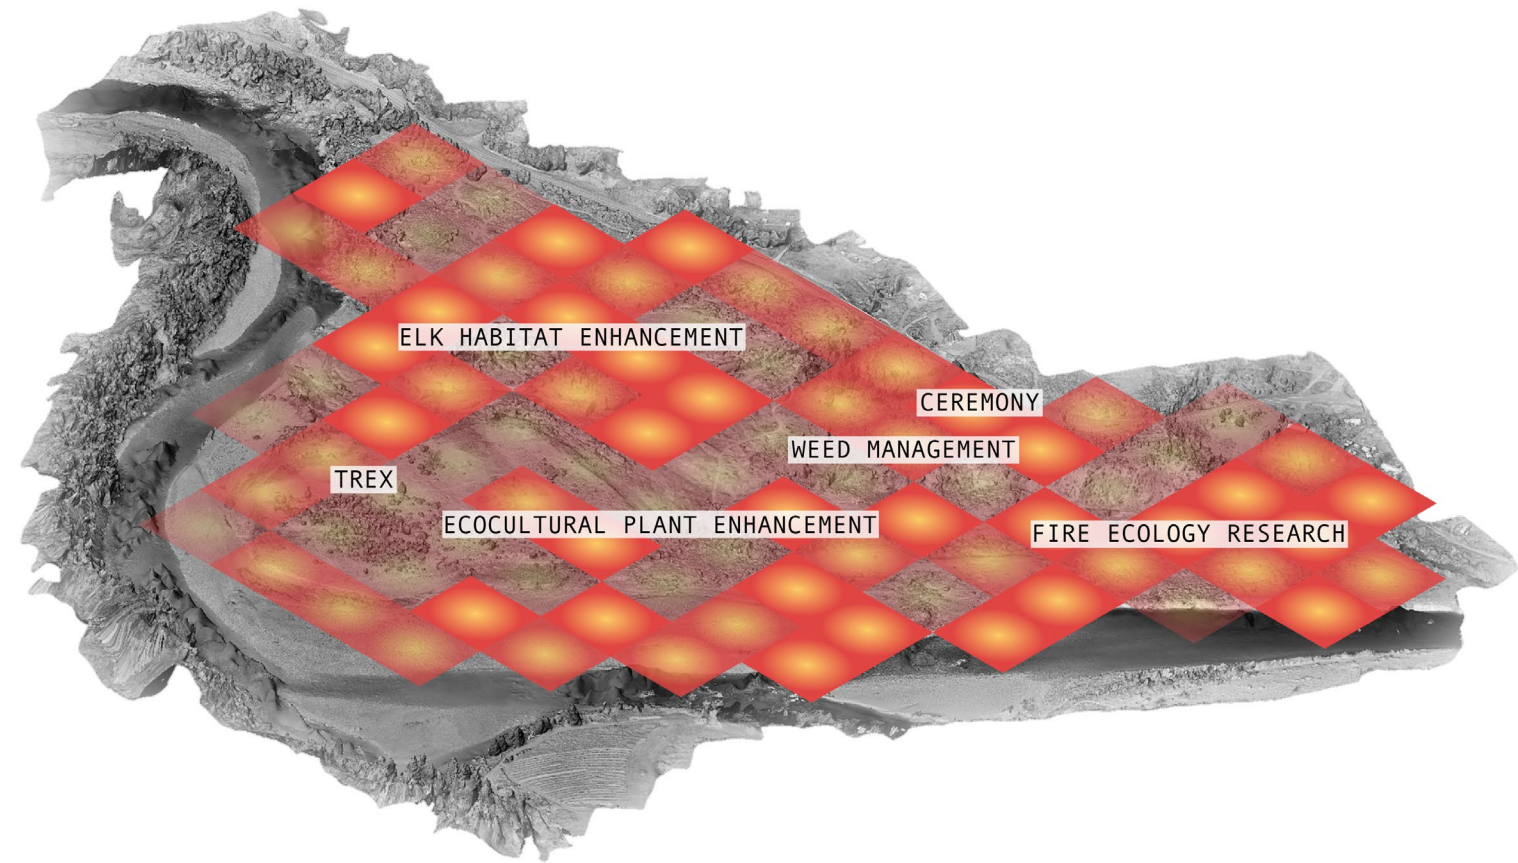 ELK HABITAT ENHANCEMENT
CEREMONY
WEED MANAGEMENT
TREX
ECOCULTURAL PLANT ENHANCEMENT
FIRE ECOLOGY RESEARCH